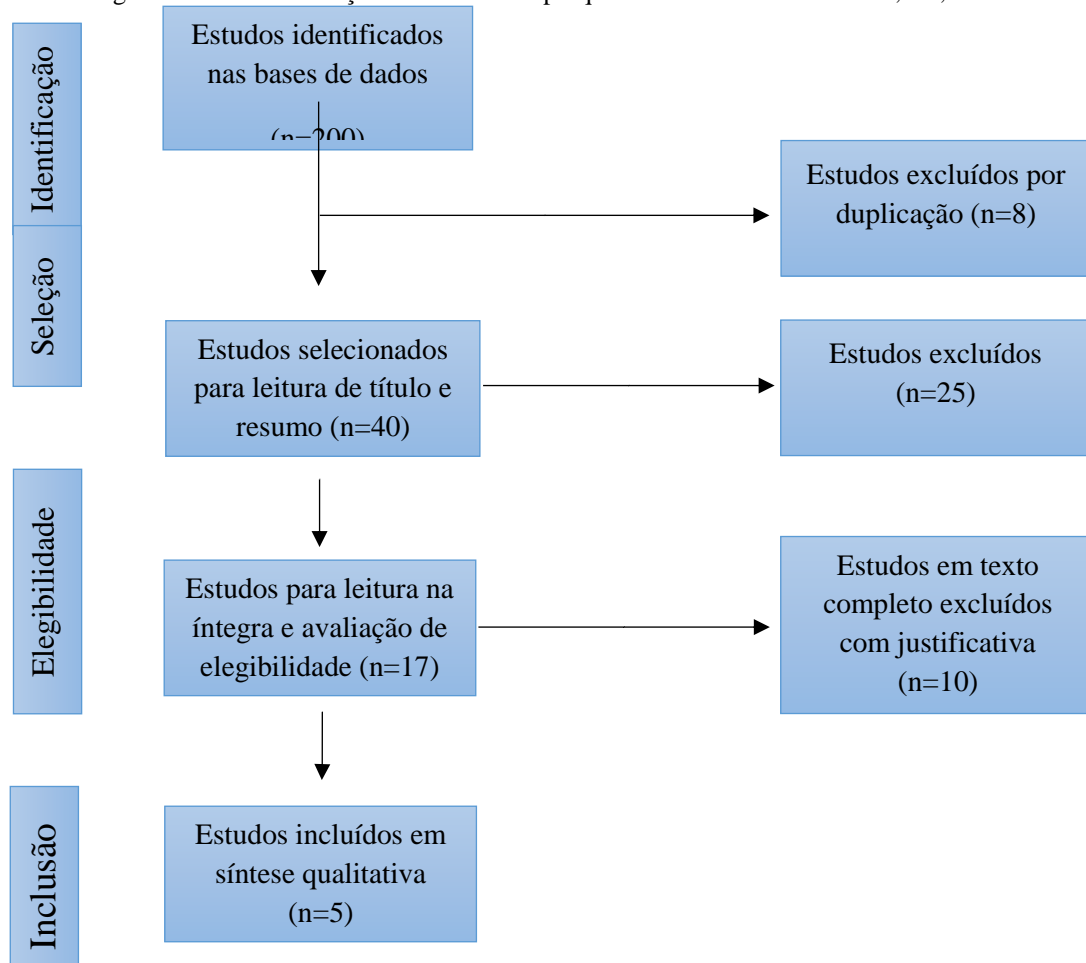 Identificação
Estudos identificados
nas bases de dados
(n=200)
Estudos excluídos por
duplicação (n=8)
Seleção
Estudos selecionados
para leitura de título e
resumo (n=40)
Estudos excluídos
(n=25)
Elegibilidade
Estudos para leitura na
íntegra e avaliação de
elegibilidade (n=17)
Estudos em texto
completo excluídos
com justificativa
(n=10)
Inclusão
Estudos incluídos em
síntese qualitativa
(n=5)